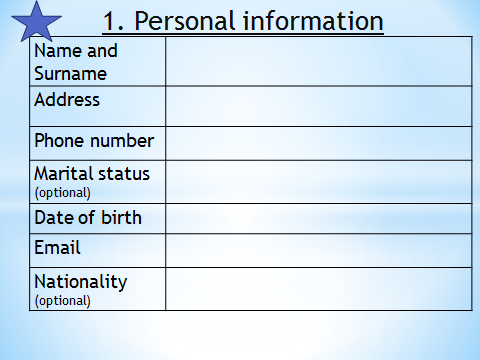 1. Personal information
Name and
Surname
Address
Phone number
Marital status
(optional)
Date of birth
Email
Nationality
(optional)